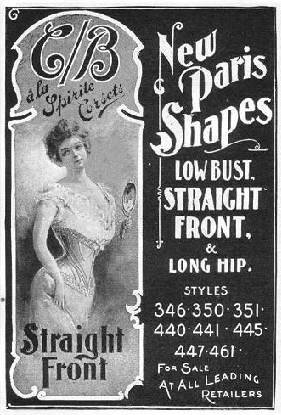 C/B
à la
Spirite
Corsets
Straight
Front
New
Paris
Shapes
LOW BUST,
STRAIGHT
FRONT,
&
LONG HIP.
STYLES
346·350·351·
440·441·445·
447·461·
FOR SALE
AT ALL LEADING
RETAILERS